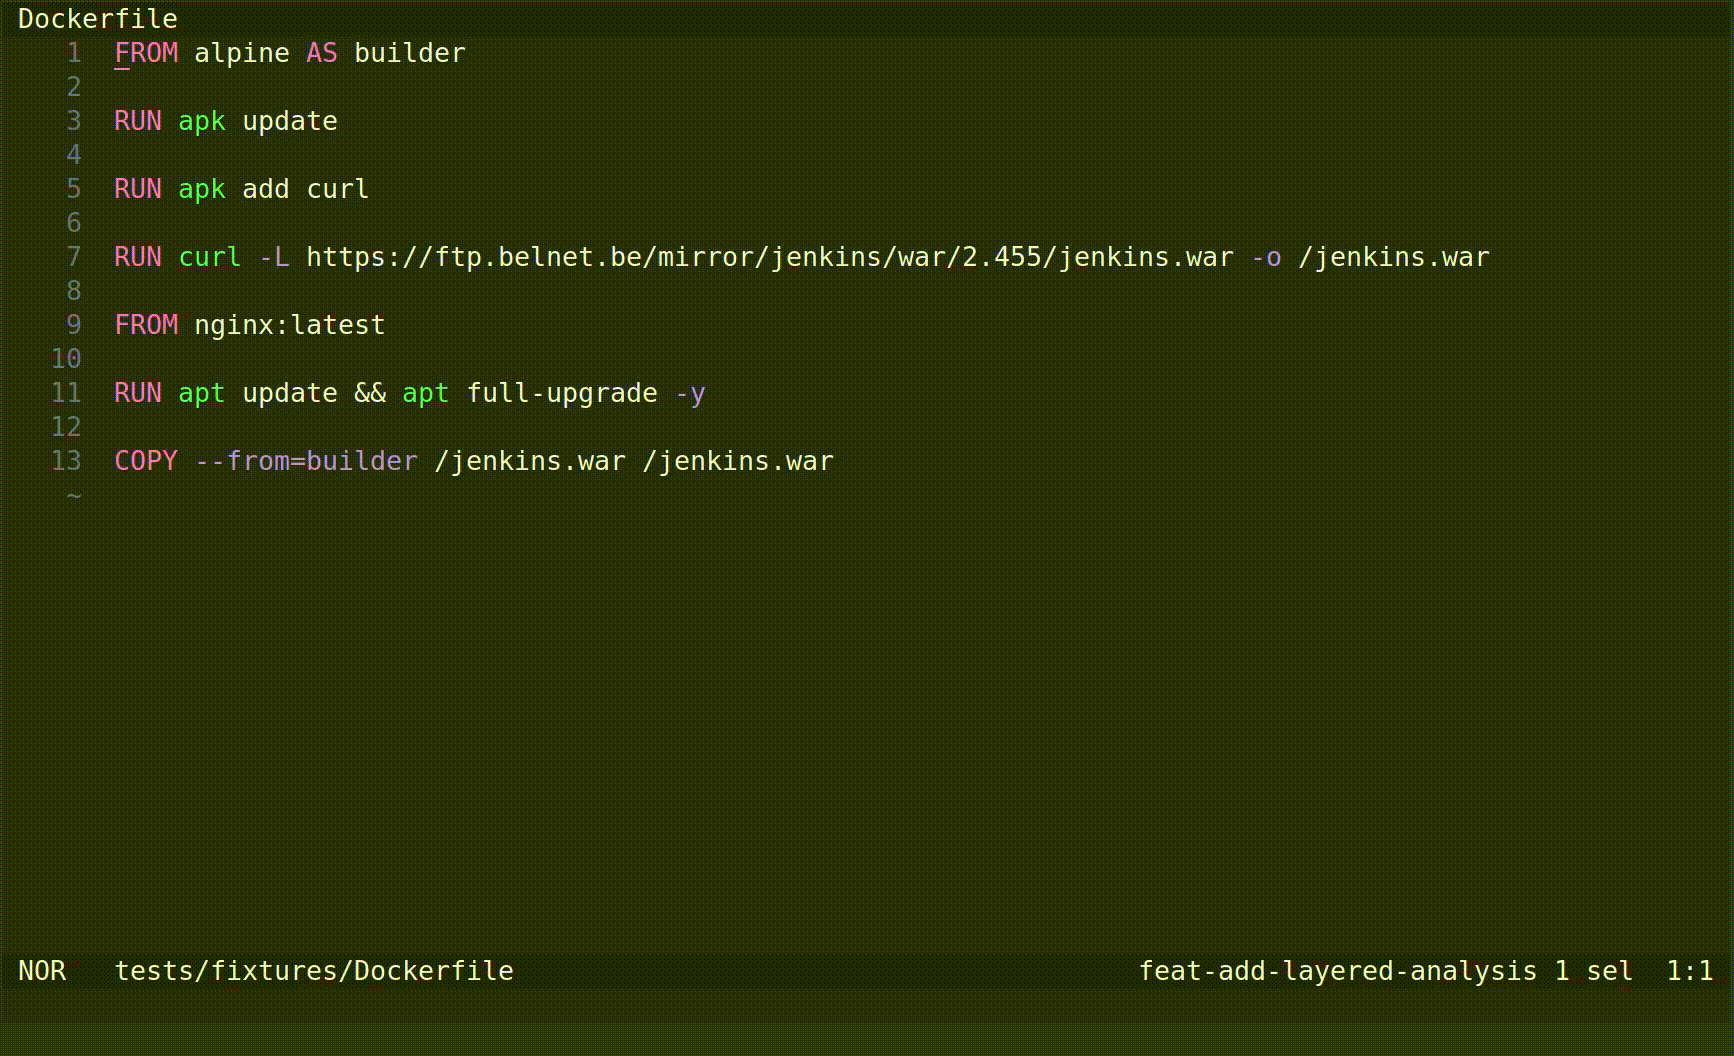 Dockerfile
1 FROM alpine AS builder
2
3 RUN apk update
4
5 RUN apk add curl
6
7 RUN curl -L https://ftp.belnet.be/mirror/jenkins/war/2.455/jenkins.war -o /jenkins.war
8
9 FROM nginx:latest
10
11 RUN apt update && apt full-upgrade -y
12
13 COPY --from=builder /jenkins.war /jenkins.war
~
NOR tests/fixtures/Dockerfile feat-add-layered-analysis 1 sel 1:1